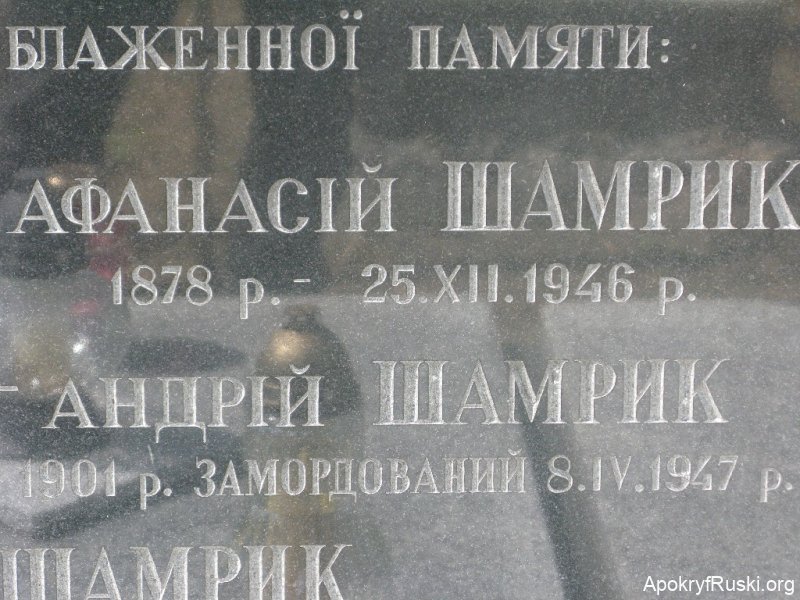 БЛАЖЕННОЇ ПАМЯТИ:
АФАНАСІЙ ШАМРИК
1878 р. - 25.XII.1946 р.
- АНДРІЙ ШАМРИК
1901 р. ЗАМОРДОВАНИЙ 8.IV.1947 р.
ШАМРИК
ApokryfRuski.org